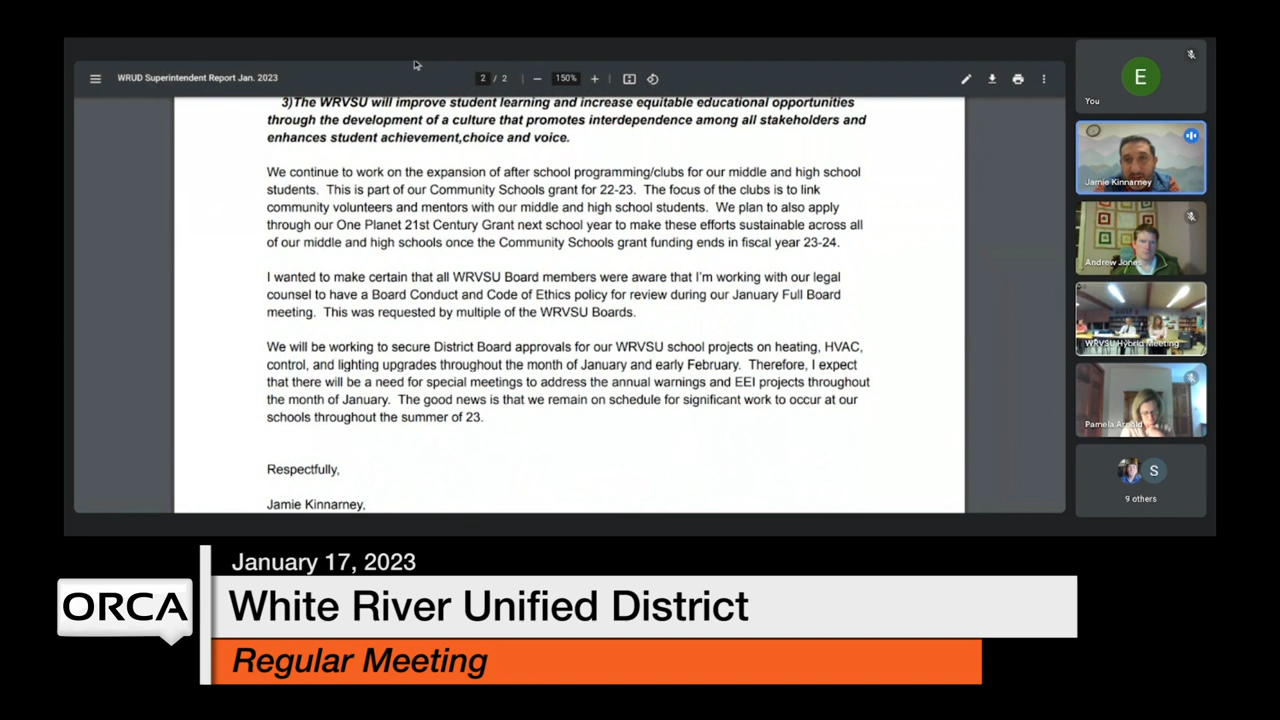 WRUD Superintendent Report Jan. 2023
2 / 2
150%
3)The WRVSU will improve student learning and increase equitable educational opportunities
through the development of a culture that promotes interdependence among all stakeholders and
enhances student achievement,choice and voice.
We continue to work on the expansion of after school programming/clubs for our middle and high school
students. This is part of our Community Schools grant for 22-23. The focus of the clubs is to link
community volunteers and mentors with our middle and high school students. We plan to also apply
through our One Planet 21st Century Grant next school year to make these efforts sustainable across all
of our middle and high schools once the Community Schools grant funding ends in fiscal year 23-24.
I wanted to make certain that all WRVSU Board members were aware that I'm working with our legal
counsel to have a Board Conduct and Code of Ethics policy for review during our January Full Board
meeting. This was requested by multiple of the WRVSU Boards.
We will be working to secure District Board approvals for our WRVSU school projects on heating, HVAC,
control, and lighting upgrades throughout the month of January and early February. Therefore, I expect
that there will be a need for special meetings to address the annual warnings and EEI projects throughout
the month of January. The good news is that we remain on schedule for significant work to occur at our
schools throughout the summer of 23.
Respectfully,
Jamie Kinnarney,
E
You
Jamie Kinnarney
Andrew Jones
WRVSU Hybrid Meeting
Pamela Arnold
S
9 others
January 17, 2023
ORCA
White River Unified District
Regular Meeting